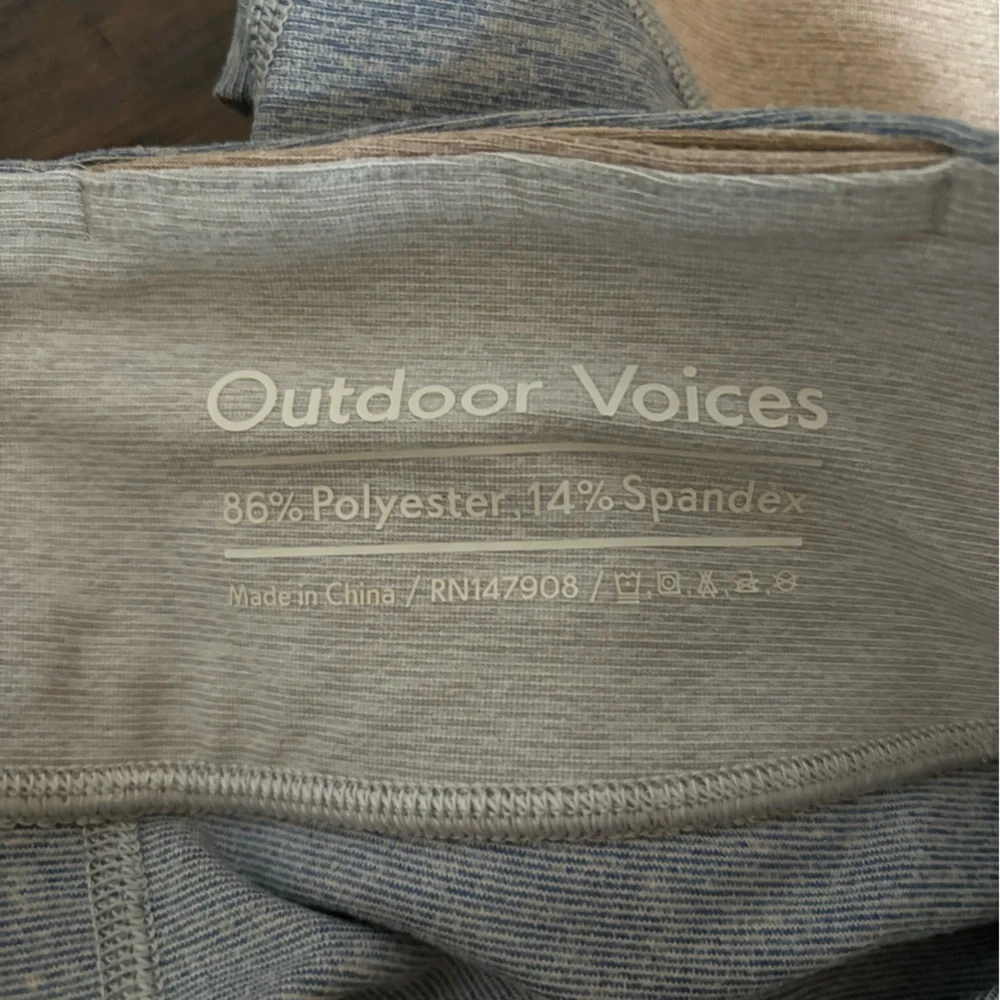 Outdoor Voices
86% Polyester, 14% Spandex
Made in China / RN147908 /